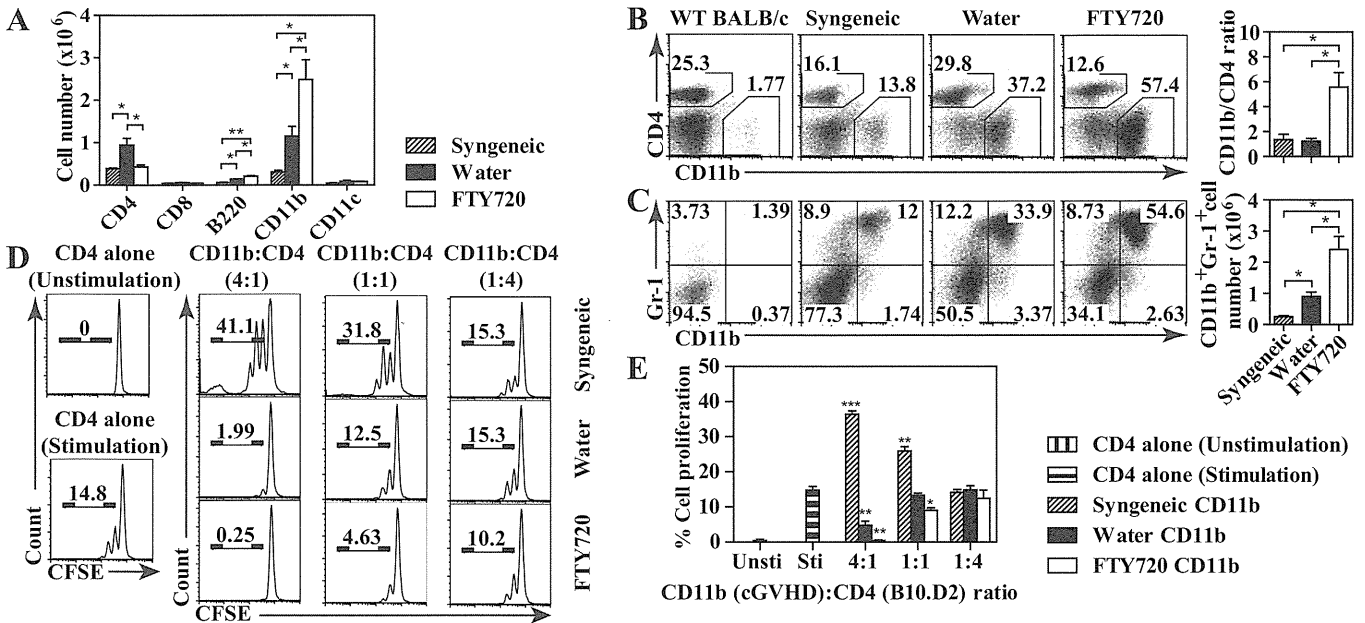 A
Cell number (x10⁶)
4
3
2
1
0
*
*
*
*
**
*
*
*
*
*
CD4
CD8
B220
CD11b
CD11c
Syngeneic
Water
FTY720
B
WT BALB/c
Syngeneic
Water
FTY720
25.3
1.77
16.1
13.8
29.8
37.2
12.6
57.4
CD4
CD11b
CD11b/CD4 ratio
10
8
6
4
2
0
*
*
C
3.73
1.39
94.5
0.37
8.9
12
77.3
1.74
12.2
33.9
50.5
3.37
8.73
54.6
34.1
2.63
Gr-1
CD11b
CD11b⁺Gr-1⁺cell
number (x10⁶)
4
3
2
1
0
*
*
*
Syngeneic
Water
FTY720
D
CD4 alone
(Unstimulation)
0
CD4 alone
(Stimulation)
14.8
Count
CFSE
CD11b:CD4
(4:1)
CD11b:CD4
(1:1)
CD11b:CD4
(1:4)
41.1
31.8
15.3
Syngeneic
1.99
12.5
15.3
Water
0.25
4.63
10.2
FTY720
Count
CFSE
E
% Cell proliferation
50
40
30
20
10
0
***
**
**
**
*
Unsti
Sti
4:1
1:1
1:4
CD11b (cGVHD):CD4 (B10.D2) ratio
CD4 alone (Unstimulation)
CD4 alone (Stimulation)
Syngeneic CD11b
Water CD11b
FTY720 CD11b